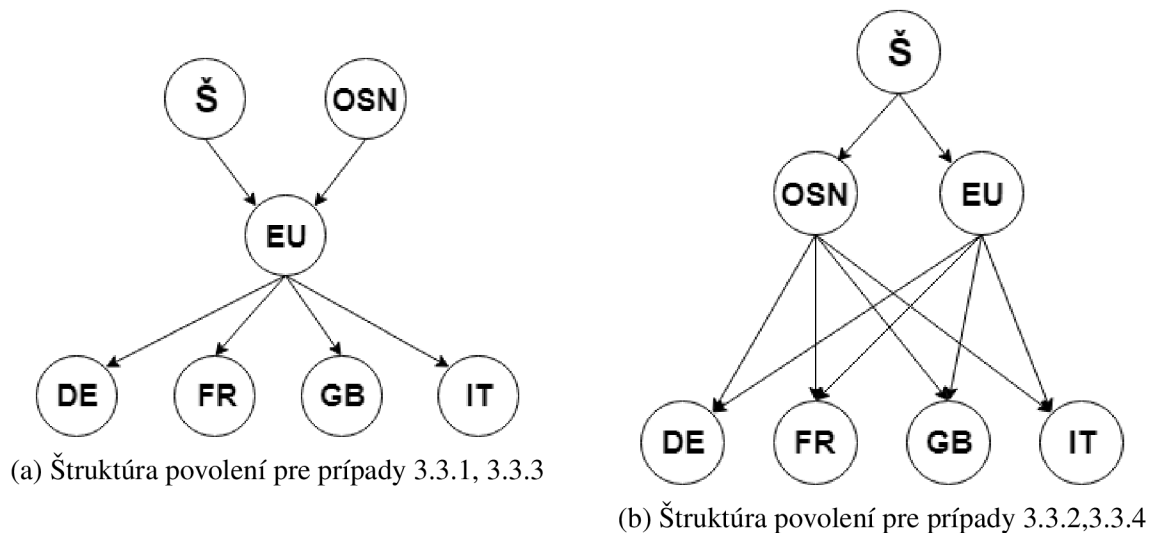 Š
OSN
EU
DE
FR
GB
IT
(a) Štruktúra povolení pre prípady 3.3.1, 3.3.3
Š
OSN
EU
DE
FR
GB
IT
(b) Štruktúra povolení pre prípady 3.3.2,3.3.4